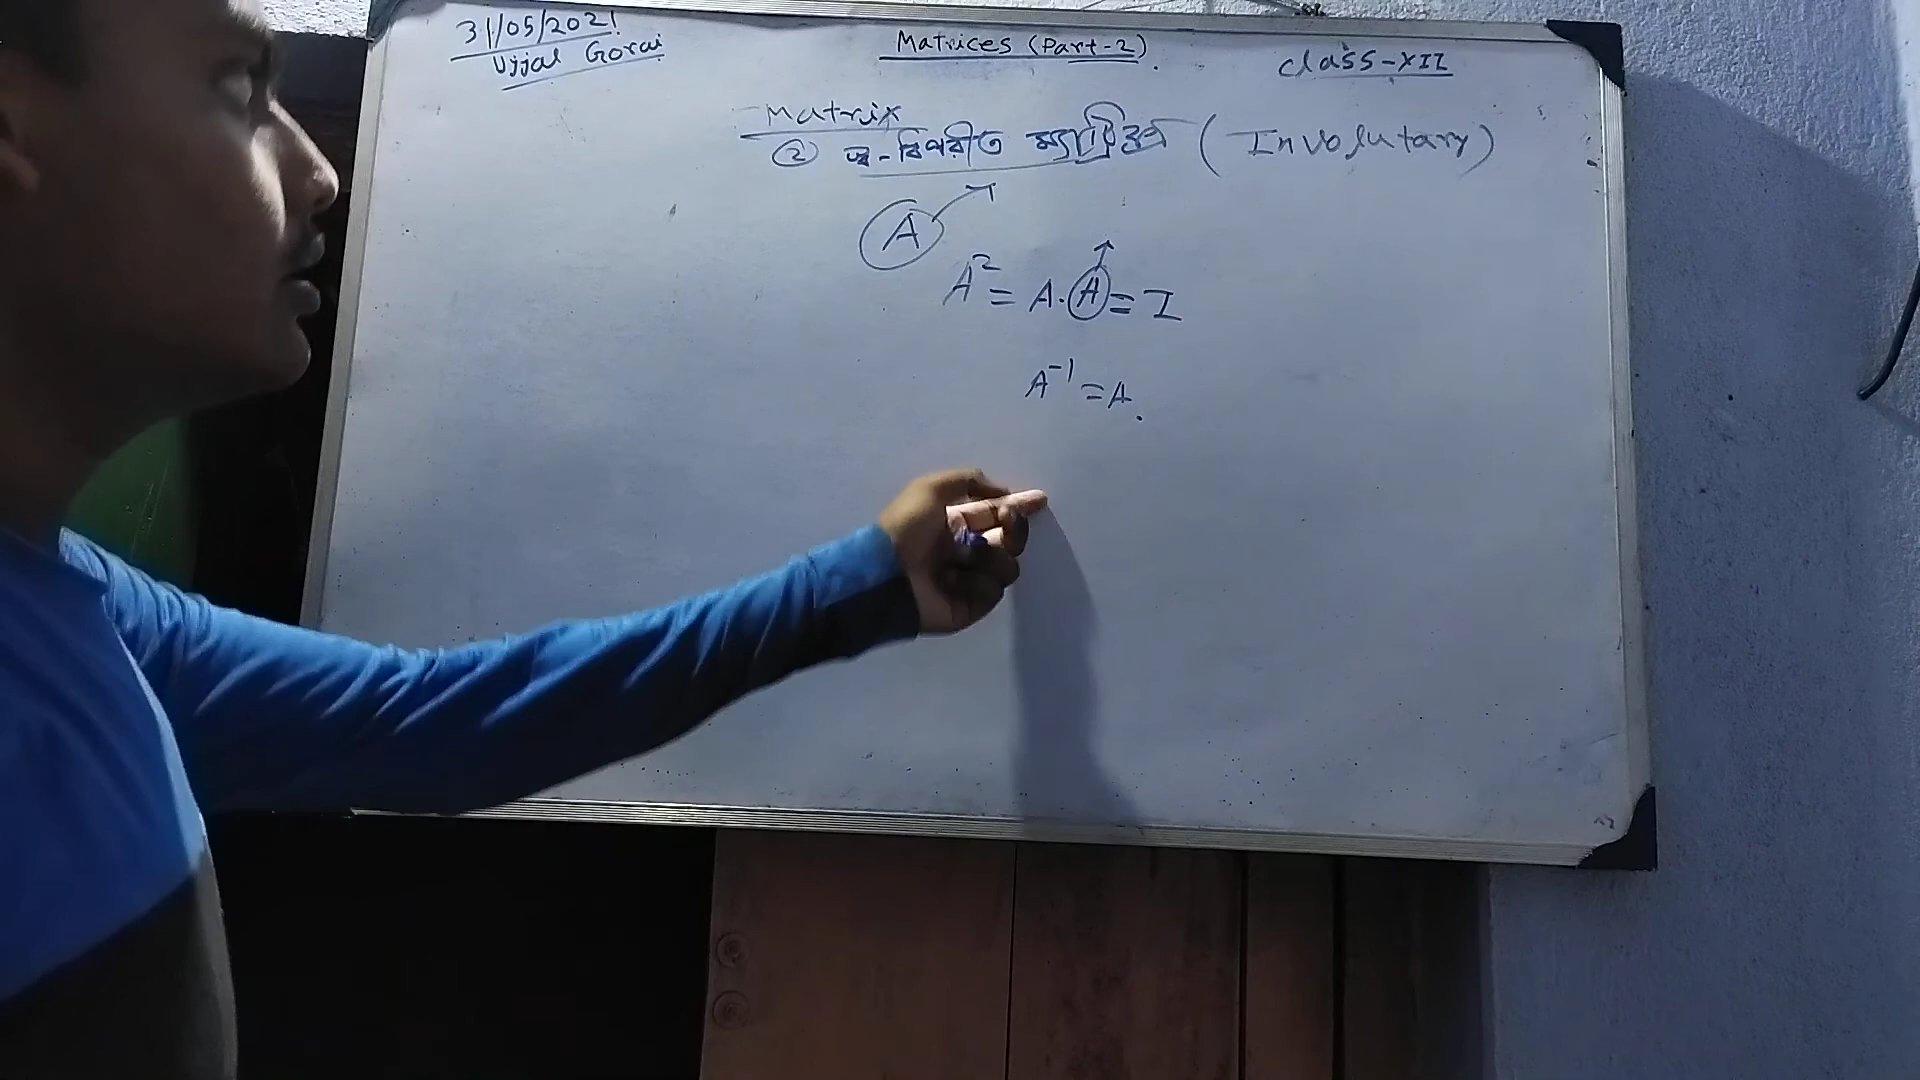 31/05/2021
Ujjal Gorai
Matrices (Part-2).
class-XII
Matrix
② স্ব-বিপরীত ম্যাট্রিক্স (Involutary)
A
A² = A.A = I
A⁻¹ = A.